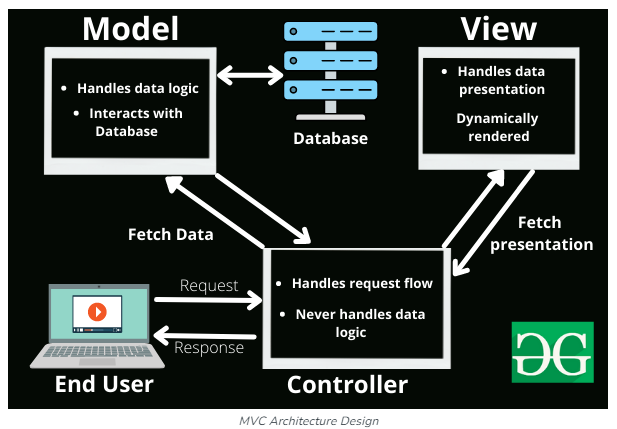 Model
View
• Handles data logic
• Interacts with
Database
Database
• Handles data
presentation
Dynamically
rendered
Fetch Data
Fetch
presentation
Request
Response
• Handles request flow
• Never handles data
logic
End User
Controller
MVC Architecture Design